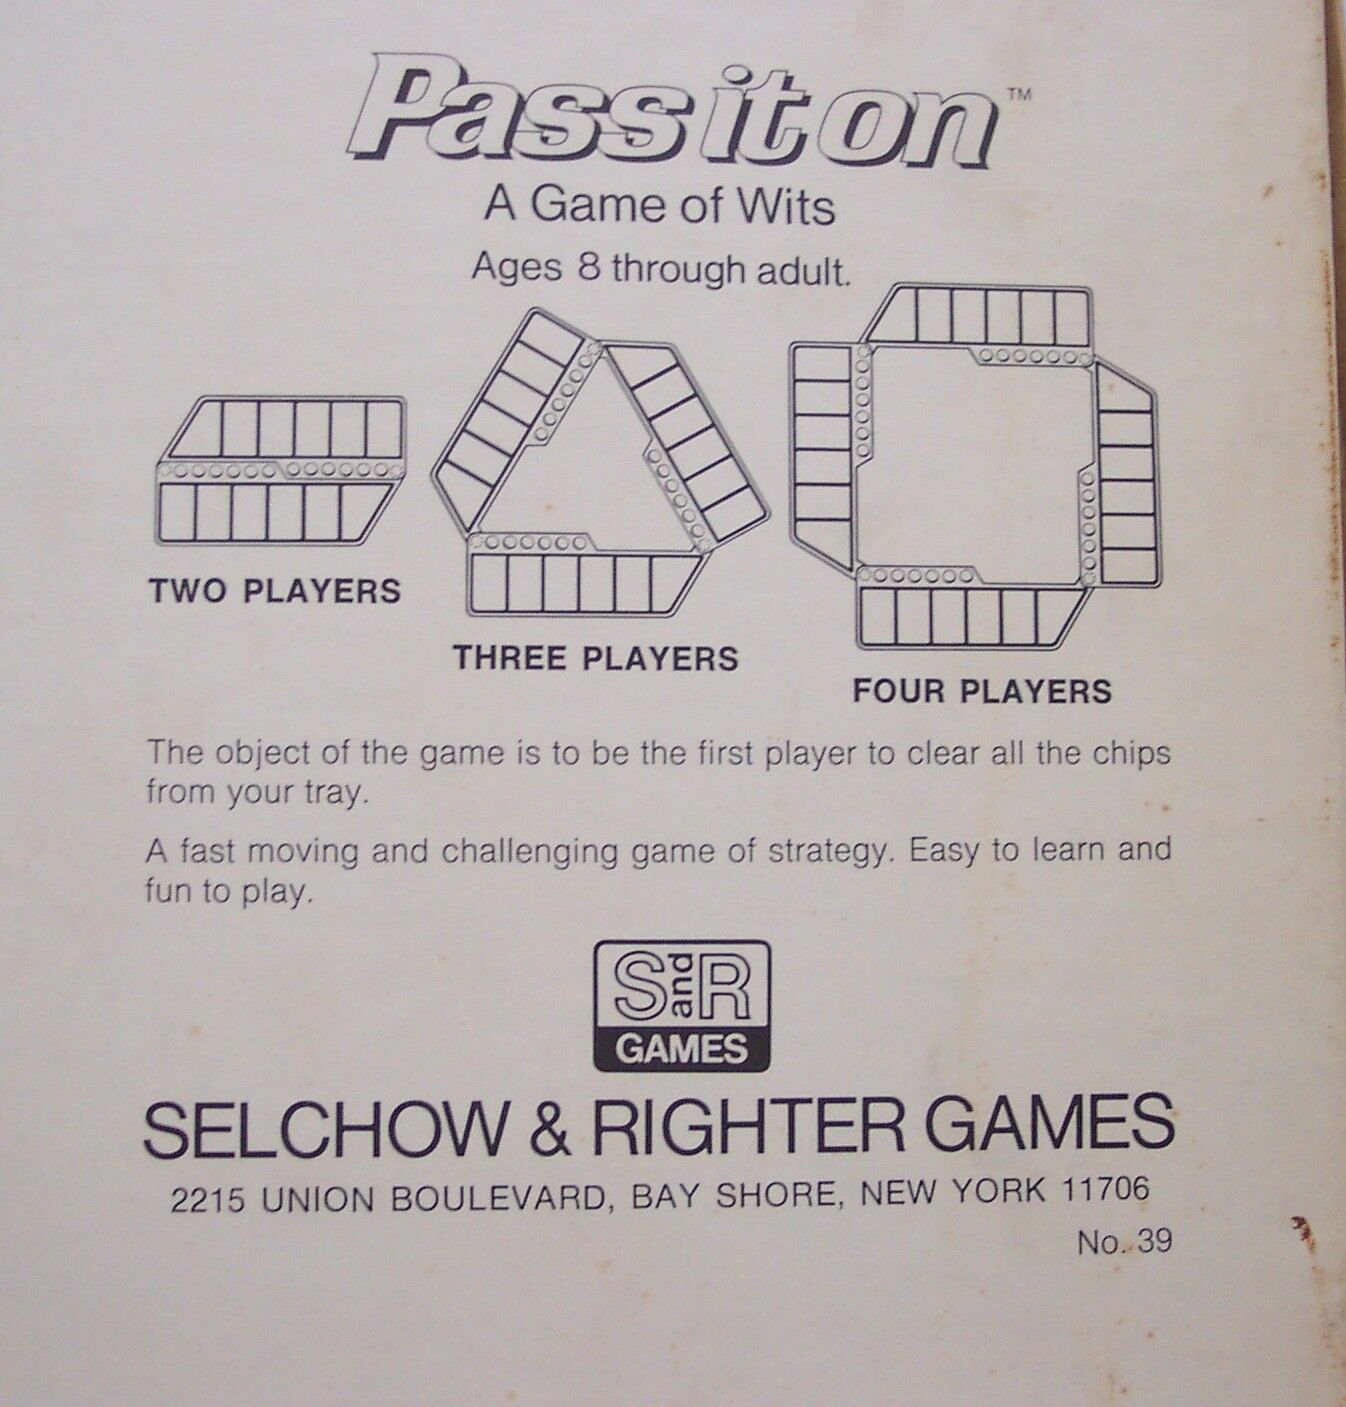 Pass it on™
A Game of Wits
Ages 8 through adult.
TWO PLAYERS
THREE PLAYERS
FOUR PLAYERS
The object of the game is to be the first player to clear all the chips
from your tray.
A fast moving and challenging game of strategy. Easy to learn and
fun to play.
SandR
GAMES
SELCHOW & RIGHTER GAMES
2215 UNION BOULEVARD, BAY SHORE, NEW YORK 11706
No. 39